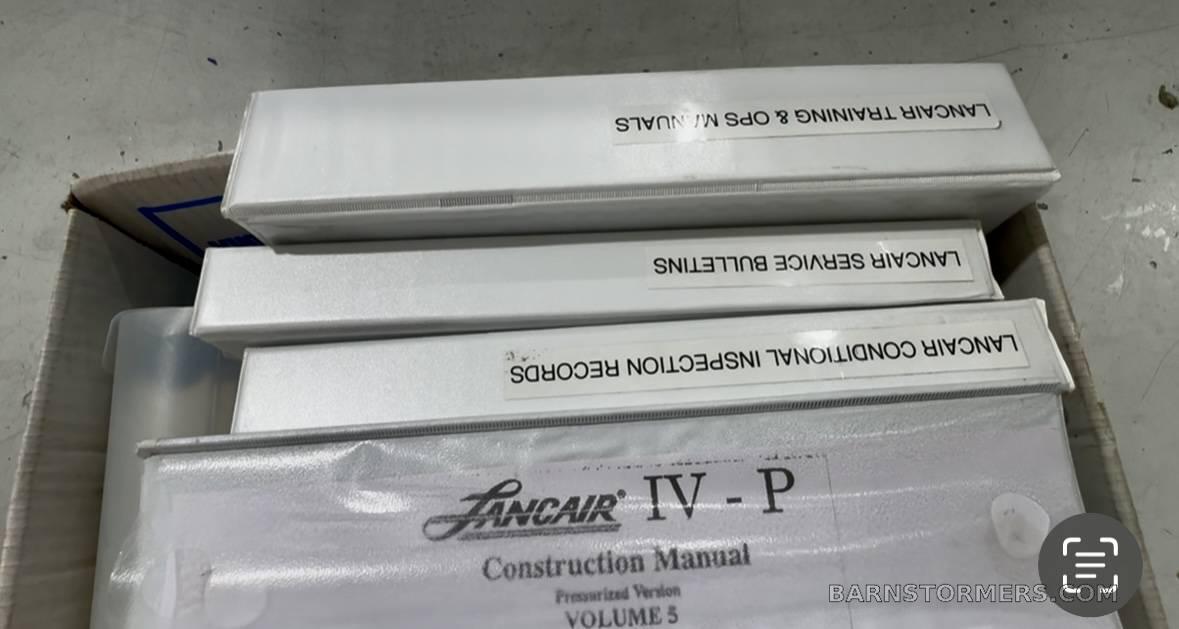 LANCAIR TRAINING & OPS MANUALS
LANCAIR SERVICE BULLETINS
LANCAIR CONDITIONAL INSPECTION RECORDS
LANCAIR® IV - P
Construction Manual
Pressurized Version
VOLUME 5
BARNSTORMERS.COM